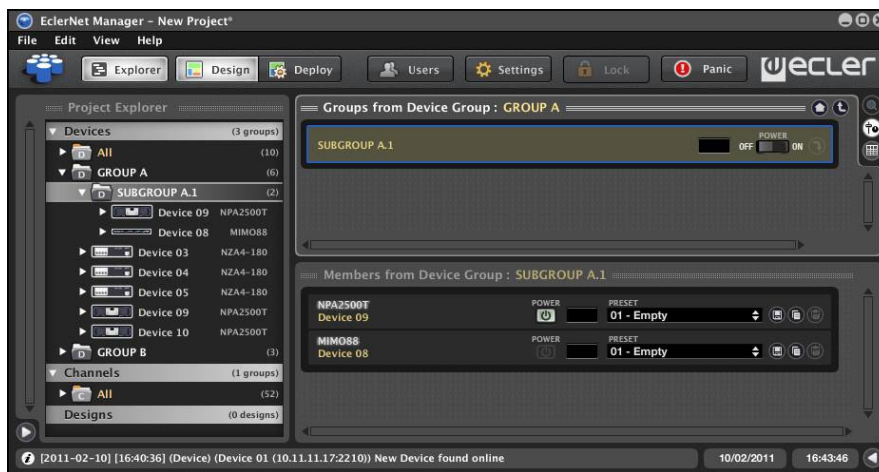 EclerNet Manager - New Project*
File Edit View Help
Explorer Design Deploy Users Settings Lock Panic ecler
Project Explorer
Devices (3 groups)
D All (10)
D GROUP A (6)
D SUBGROUP A.1 (2)
Device 09 NPA2500T
Device 08 MIMO88
Device 03 NZA4-180
Device 04 NZA4-180
Device 05 NZA4-180
Device 09 NPA2500T
Device 10 NPA2500T
D GROUP B (3)
Channels (1 groups)
C All (52)
Designs (0 designs)
Groups from Device Group : GROUP A
SUBGROUP A.1
POWER
OFF ON
Members from Device Group : SUBGROUP A.1
NPA2500T POWER PRESET
Device 09 01 - Empty
MIMO88 POWER PRESET
Device 08 01 - Empty
[2011-02-10] [16:40:36] (Device) (Device 01 (10.11.11.17:2210)) New Device found online 10/02/2011 16:43:46